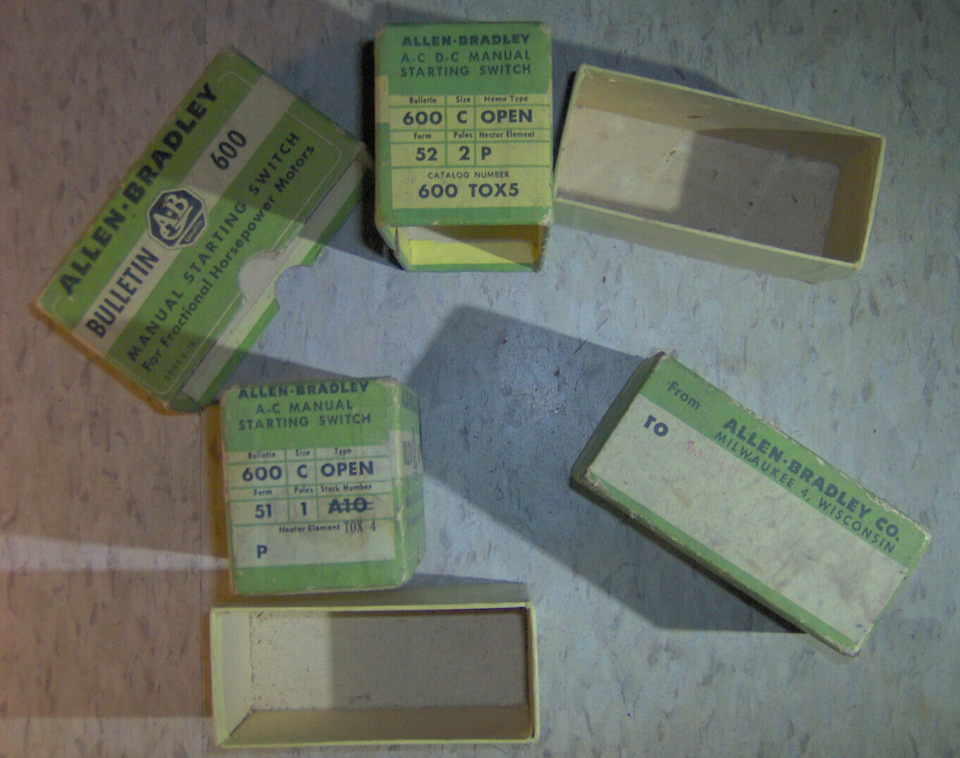 ALLEN-BRADLEY
BULLETIN A-B 600
MANUAL STARTING SWITCH
For Fractional Horsepower Motors
ALLEN-BRADLEY
A-C D-C MANUAL
STARTING SWITCH
Bulletin Size Nema Type
600 C OPEN
Form Poles Heater Element
52 2 P
CATALOG NUMBER
600 TOX5
ALLEN-BRADLEY
A-C MANUAL
STARTING SWITCH
Bulletin Size Type
600 C OPEN
Form Poles Stock Number
51 1 A10
Heater Element TOX 4
P
From
ALLEN-BRADLEY CO.
MILWAUKEE 4, WISCONSIN
TO